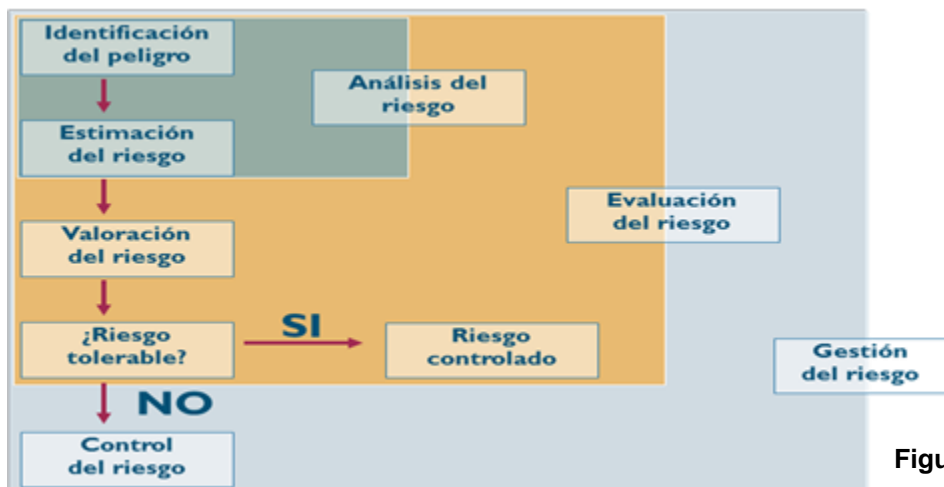 Identificación
del peligro
Análisis del
riesgo
Estimación
del riesgo
Evaluación
del riesgo
Valoración
del riesgo
¿Riesgo
tolerable?
SI
Riesgo
controlado
Gestión
del riesgo
NO
Control
del riesgo
Figu